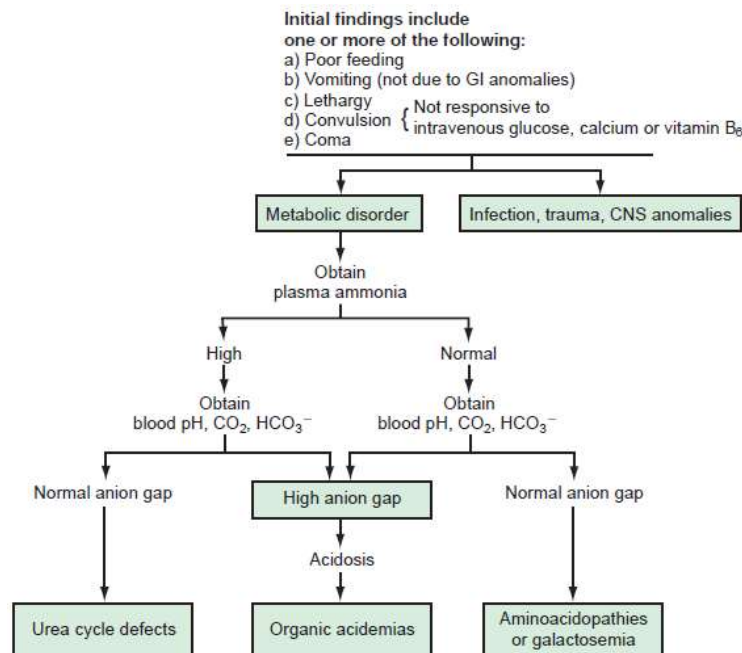 Initial findings include
one or more of the following:
a) Poor feeding
b) Vomiting (not due to GI anomalies)
c) Lethargy
d) Convulsion { Not responsive to
intravenous glucose, calcium or vitamin B₆
e) Coma
Metabolic disorder
Infection, trauma, CNS anomalies
Obtain
plasma ammonia
High
Normal
Obtain
blood pH, CO₂, HCO₃⁻
Obtain
blood pH, CO₂, HCO₃⁻
Normal anion gap
High anion gap
Normal anion gap
Acidosis
Urea cycle defects
Organic acidemias
Aminoacidopathies
or galactosemia